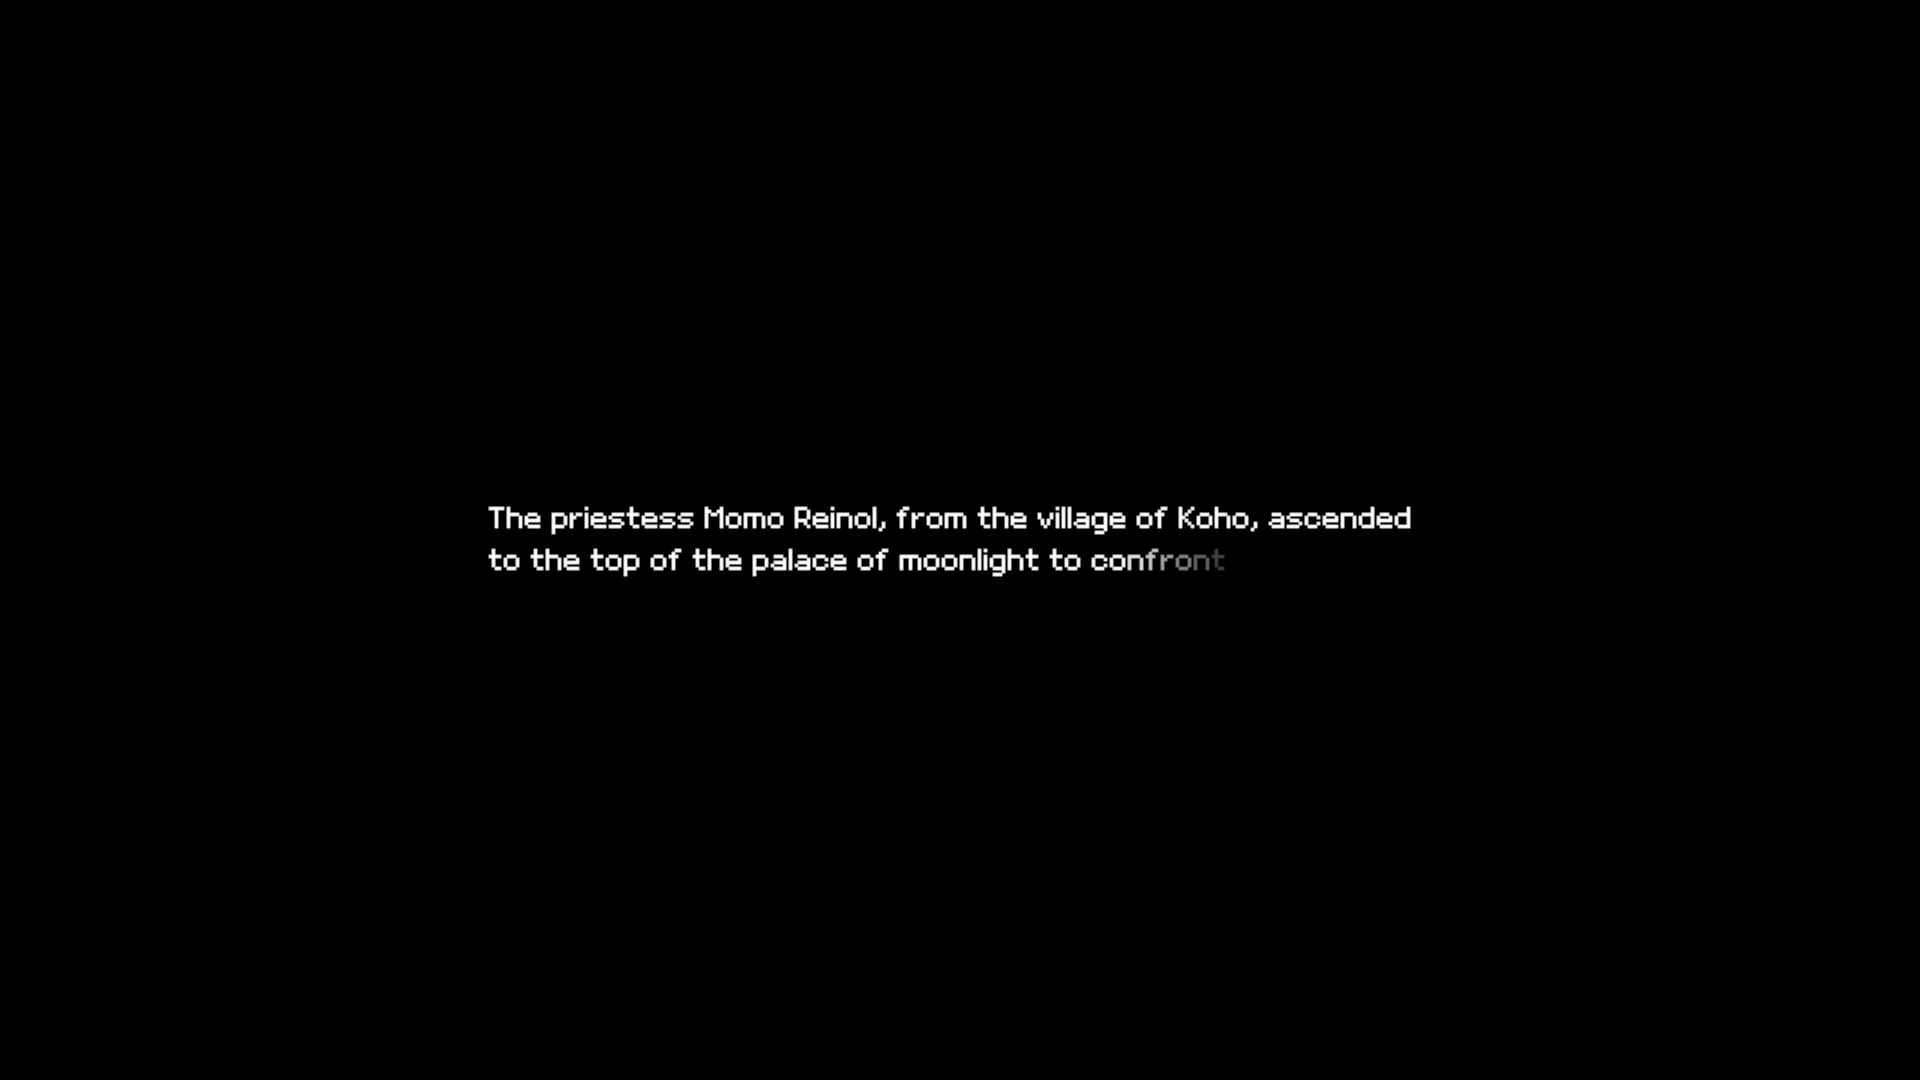 The priestess Momo Reinol, from the village of Koho, ascended
to the top of the palace of moonlight to confront